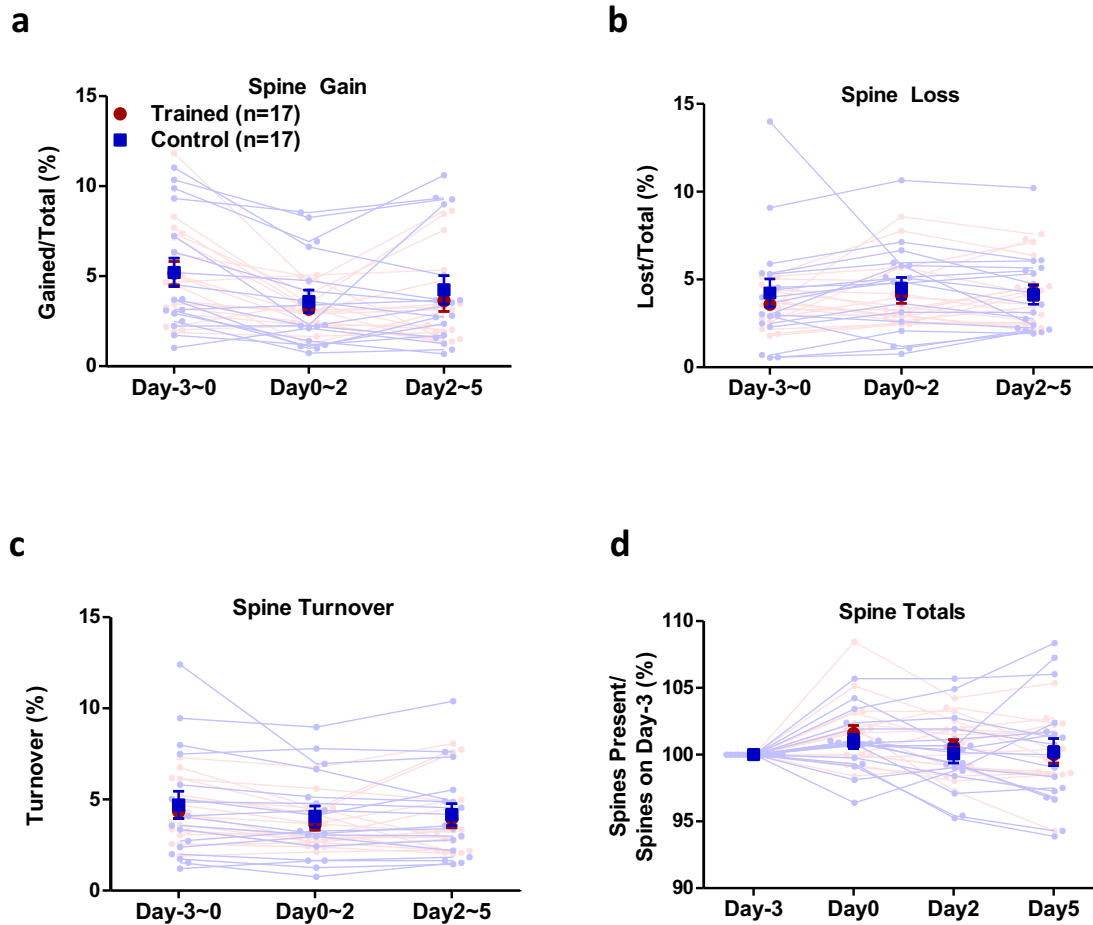 a
Spine Gain
Trained (n=17)
Control (n=17)
Gained/Total (%)
15
10
5
0
Day-3~0 Day0~2 Day2~5
b
Spine Loss
Lost/Total (%)
15
10
5
0
Day-3~0 Day0~2 Day2~5
c
Spine Turnover
Turnover (%)
15
10
5
0
Day-3~0 Day0~2 Day2~5
d
Spine Totals
Spines Present/
Spines on Day-3 (%)
110
105
100
95
90
Day-3 Day0 Day2 Day5